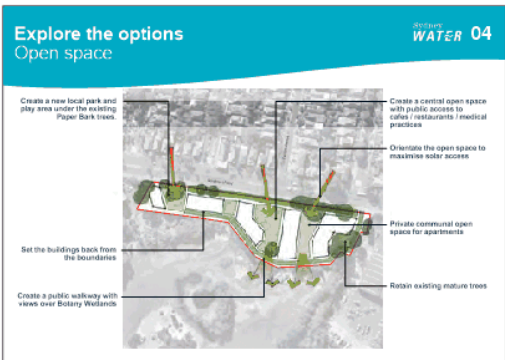 Explore the options
Open space
Sydney
WATER 04
Create a new local park and
play area under the existing
Paper Bark trees.
Create a central open space
with public access to
cafes / restaurants / medical
practices
Orientate the open space to
maximise solar access
Private communal open
space for apartments
Set the buildings back from
the boundaries
Create a public walkway with
views over Botany Wetlands
Retain existing mature trees